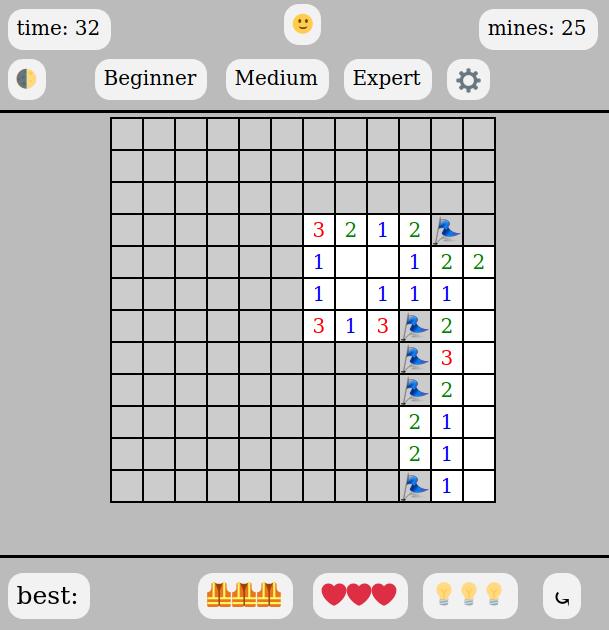 time: 32
mines: 25
Beginner
Medium
Expert
3 2 1 2
1 1 2 2
1 1 1 1
3 1 3 2
3
2
2 1
2 1
1
best: